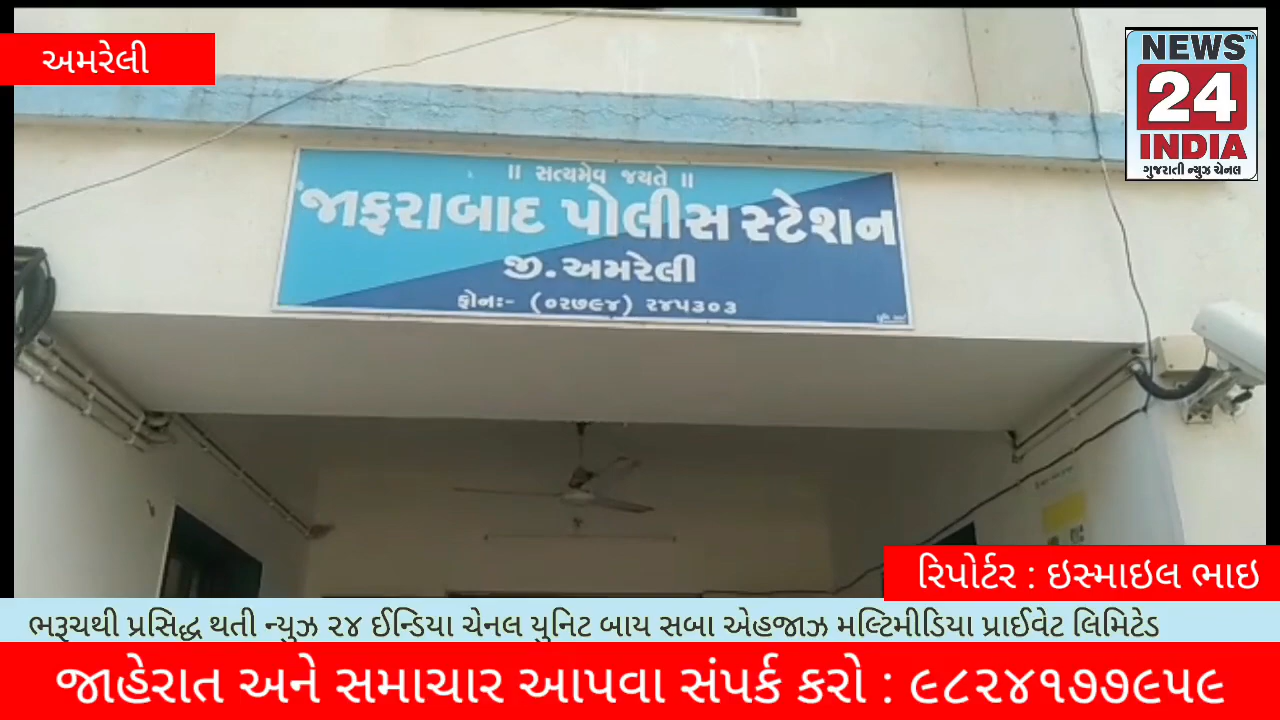 અમરેલી
NEWS
24
INDIA
ગુજરાતી ન્યુઝ ચેનલ
॥ સત્યમેવ જયતે ॥
જાફરાબાદ પોલીસ સ્ટેશન
જી. અમરેલી
ફોનઃ- (૦૨૭૯૪) ૨૪૫૩૦૩
રિપોર્ટર : ઇસ્માઇલ ભાઇ
ભરૂચથી પ્રસિદ્ધ થતી ન્યુઝ ૨૪ ઈન્ડિયા ચેનલ યુનિટ બાય સબા એહજાઝ મલ્ટિમીડિયા પ્રાઈવેટ લિમિટેડ
જાહેરાત અને સમાચાર આપવા સંપર્ક કરો : ૯૮૨૪૧૭૭૯૫૯